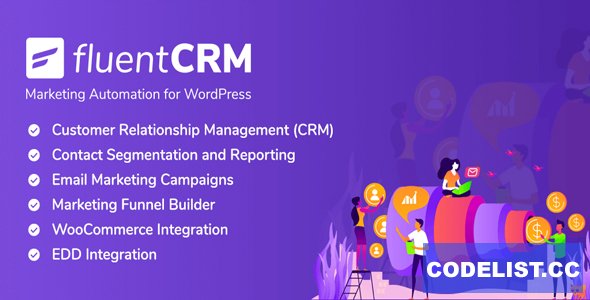 fluentCRM
Marketing Automation for WordPress
Customer Relationship Management (CRM)
Contact Segmentation and Reporting
Email Marketing Campaigns
Marketing Funnel Builder
WooCommerce Integration
EDD Integration
CODELIST.CC